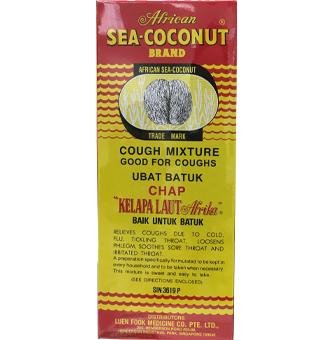 African
SEA-COCONUT®
BRAND
AFRICAN SEA-COCONUT
TRADE MARK
COUGH MIXTURE
GOOD FOR COUGHS
UBAT BATUK
CHAP
"KELAPA LAUT Afrika"®
BAIK UNTUK BATUK
RELIEVES COUGHS DUE TO COLD,
FLU, TICKLING THROAT, LOOSENS
PHLEGM, SOOTHES SORE THROAT AND
IRRITATED THROAT.
A preparation specifically formulated to be kept in
every household and to be taken when necessary
This mixture is sweet and easy to take.
(SEE DIRECTIONS ENCLOSED)
SIN 3619 P
DISTRIBUTORS
LUEN FOOK MEDICINE CO. PTE. LTD.,